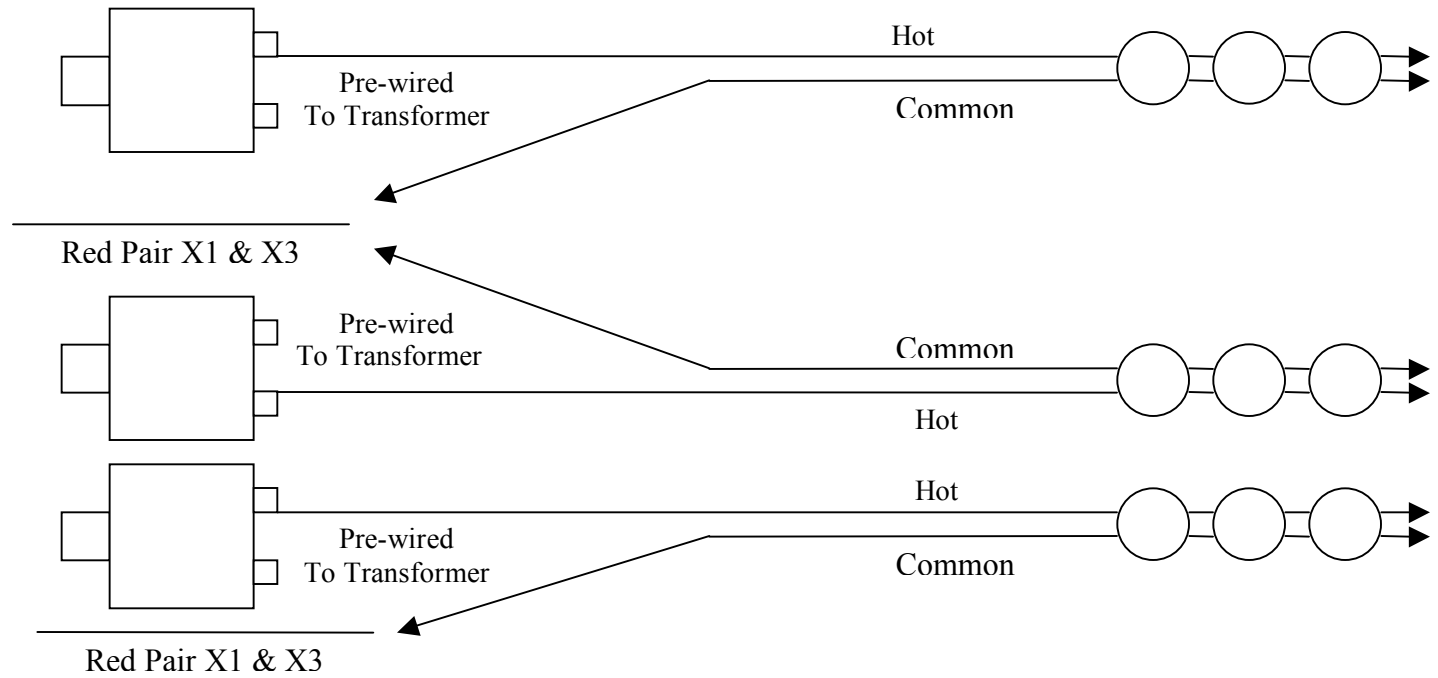 Hot
Pre-wired
To Transformer
Common
Red Pair X1 & X3
Pre-wired
To Transformer
Common
Hot
Hot
Pre-wired
To Transformer
Common
Red Pair X1 & X3